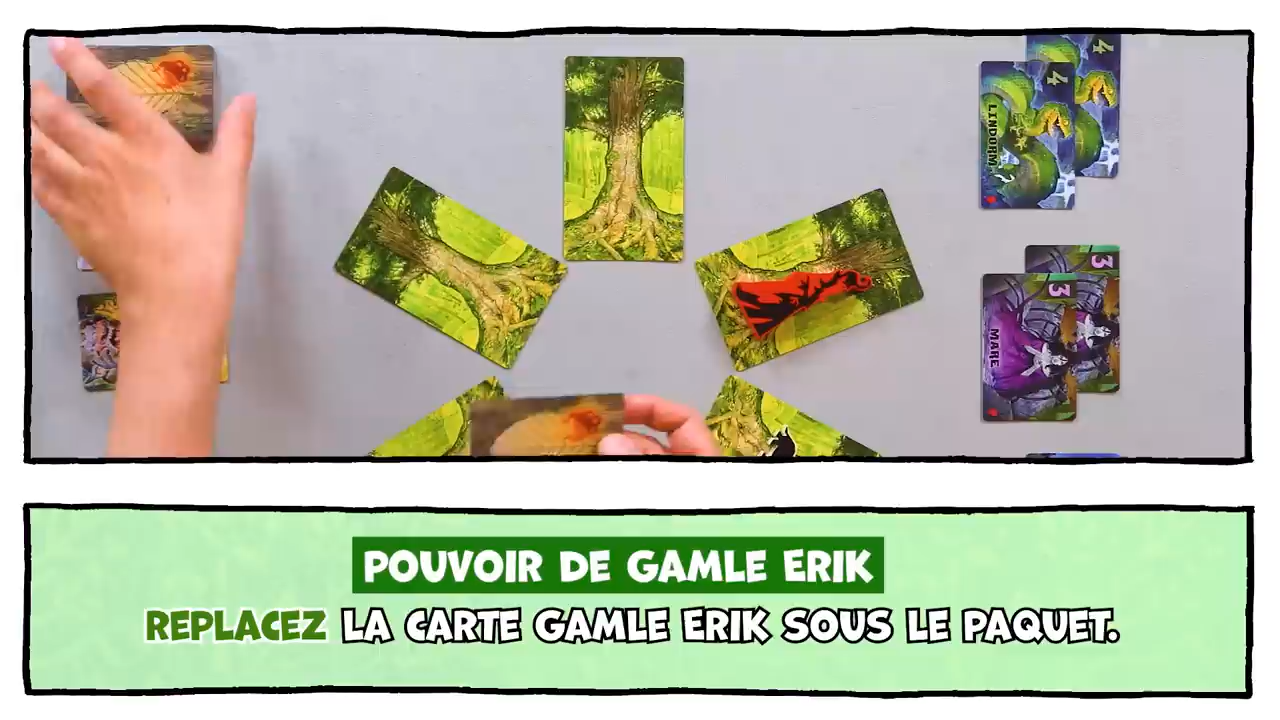 4
4
LINDORM
3
3
MARE
POUVOIR DE GAMLE ERIK
REPLACEZ LA CARTE GAMLE ERIK SOUS LE PAQUET.